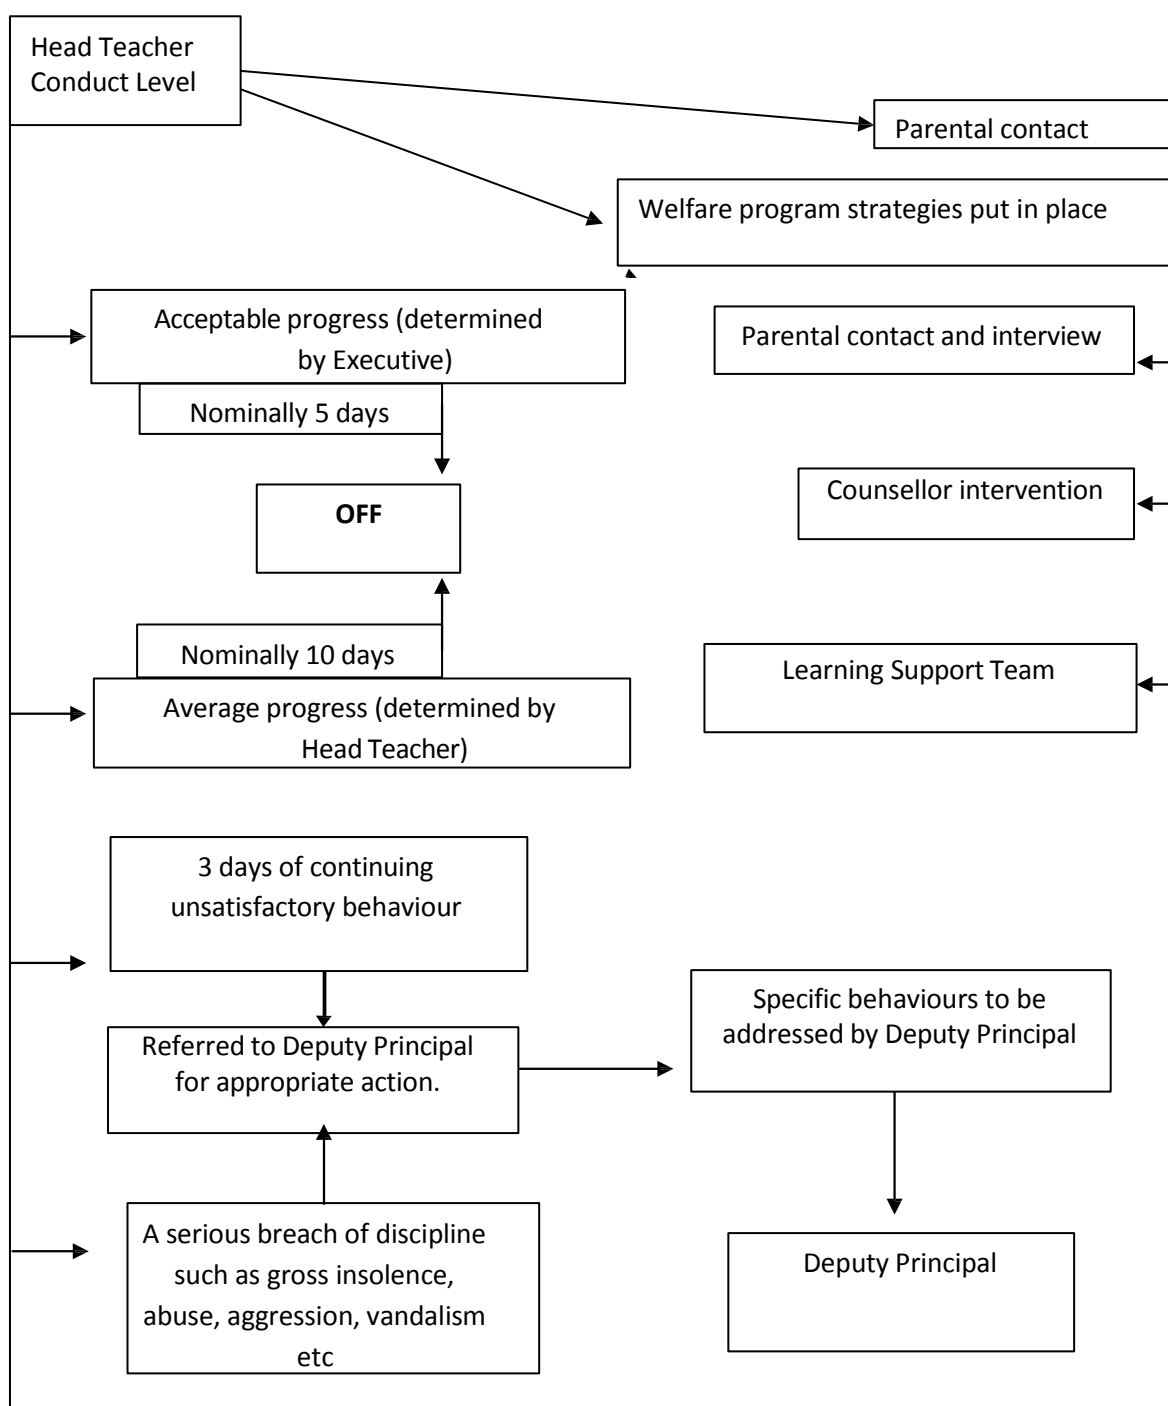 Head Teacher
Conduct Level
Parental contact
Welfare program strategies put in place
Acceptable progress (determined
by Executive)
Nominally 5 days
Parental contact and interview
OFF
Counsellor intervention
Nominally 10 days
Average progress (determined by
Head Teacher)
Learning Support Team
3 days of continuing
unsatisfactory behaviour
Referred to Deputy Principal
for appropriate action.
Specific behaviours to be
addressed by Deputy Principal
A serious breach of discipline
such as gross insolence,
abuse, aggression, vandalism
etc
Deputy Principal